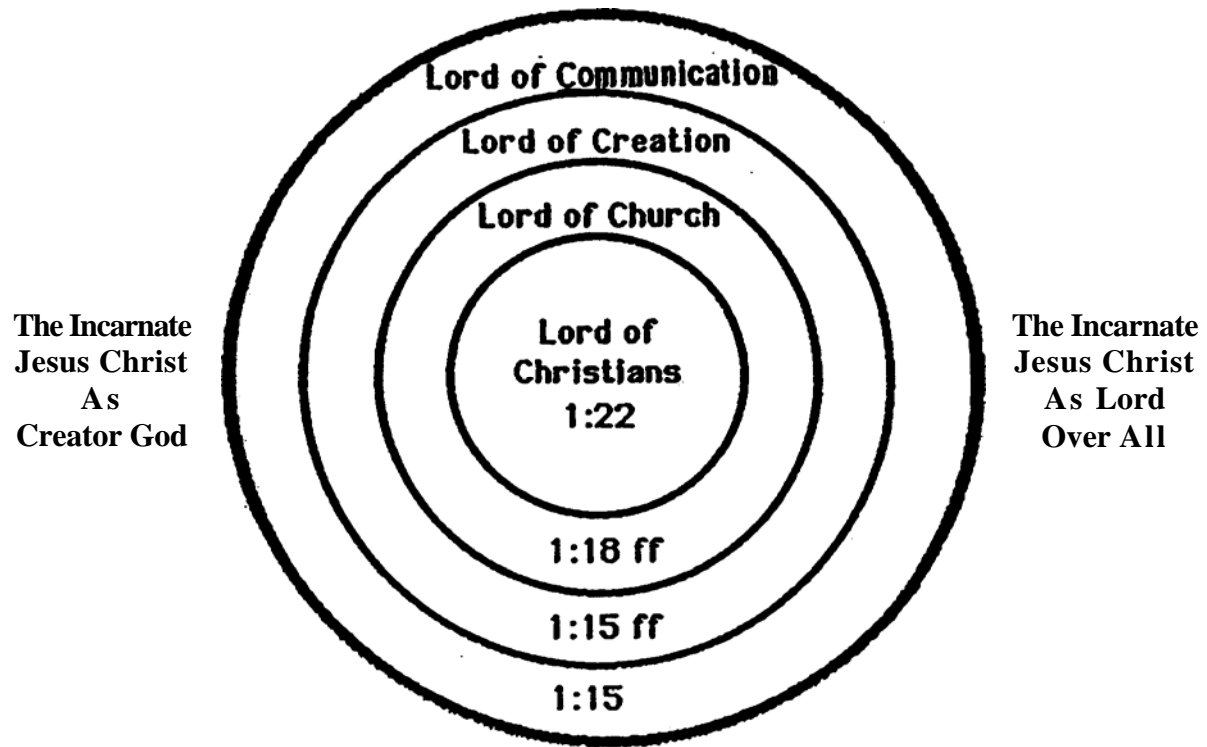 Lord of Communication
Lord of Creation
Lord of Church
Lord of
Christians
1:22
1:18 ff
1:15 ff
1:15
The Incarnate
Jesus Christ
As
Creator God
The Incarnate
Jesus Christ
As Lord
Over All